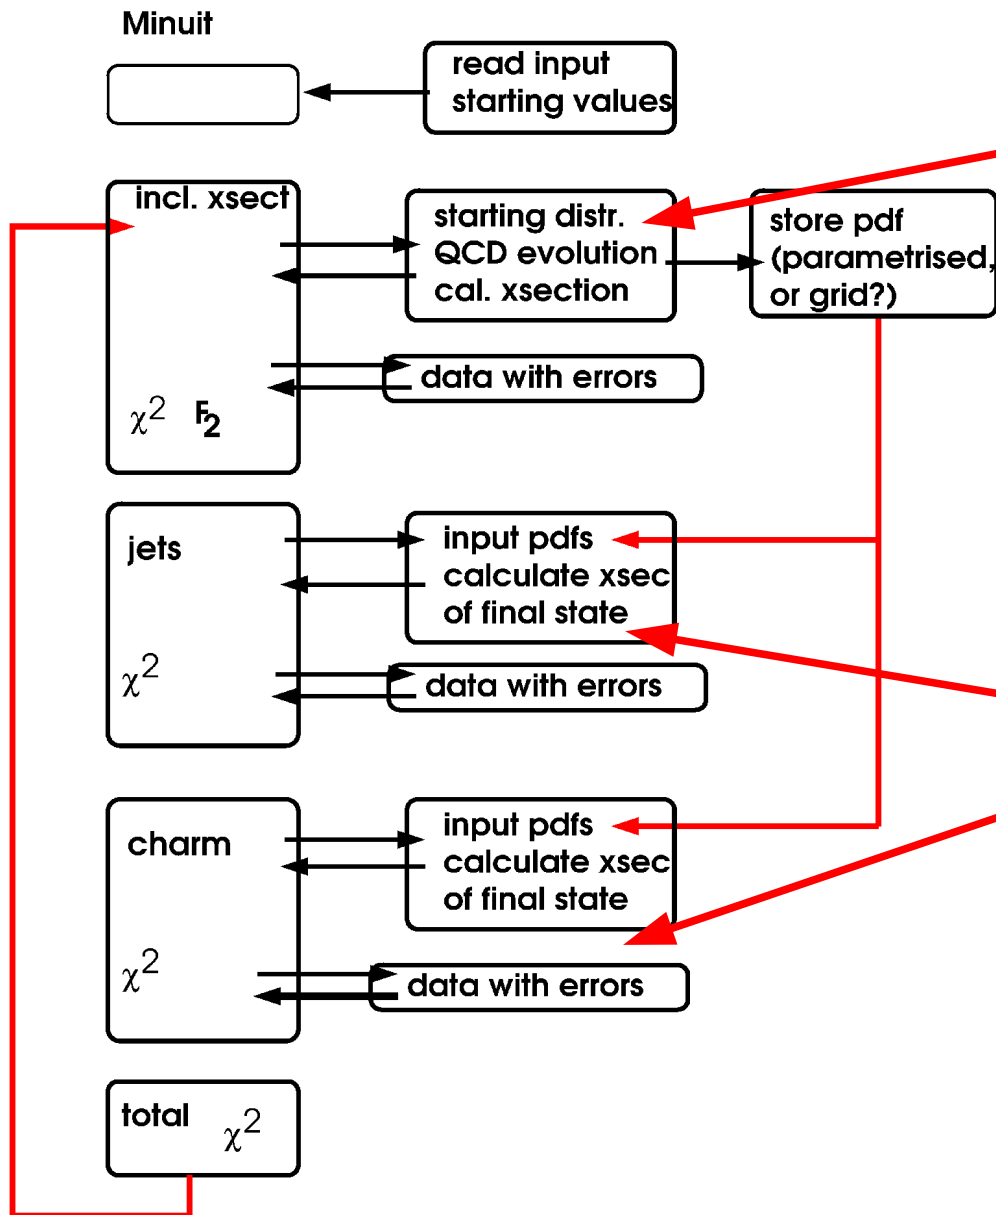 Minuit
read input
starting values
incl. xsect
starting distr.
QCD evolution
cal. xsection
store pdf
(parametrised,
or grid?)
data with errors
χ² F₂
jets
input pdfs
calculate xsec
of final state
χ²
data with errors
charm
input pdfs
calculate xsec
of final state
χ²
data with errors
total χ²